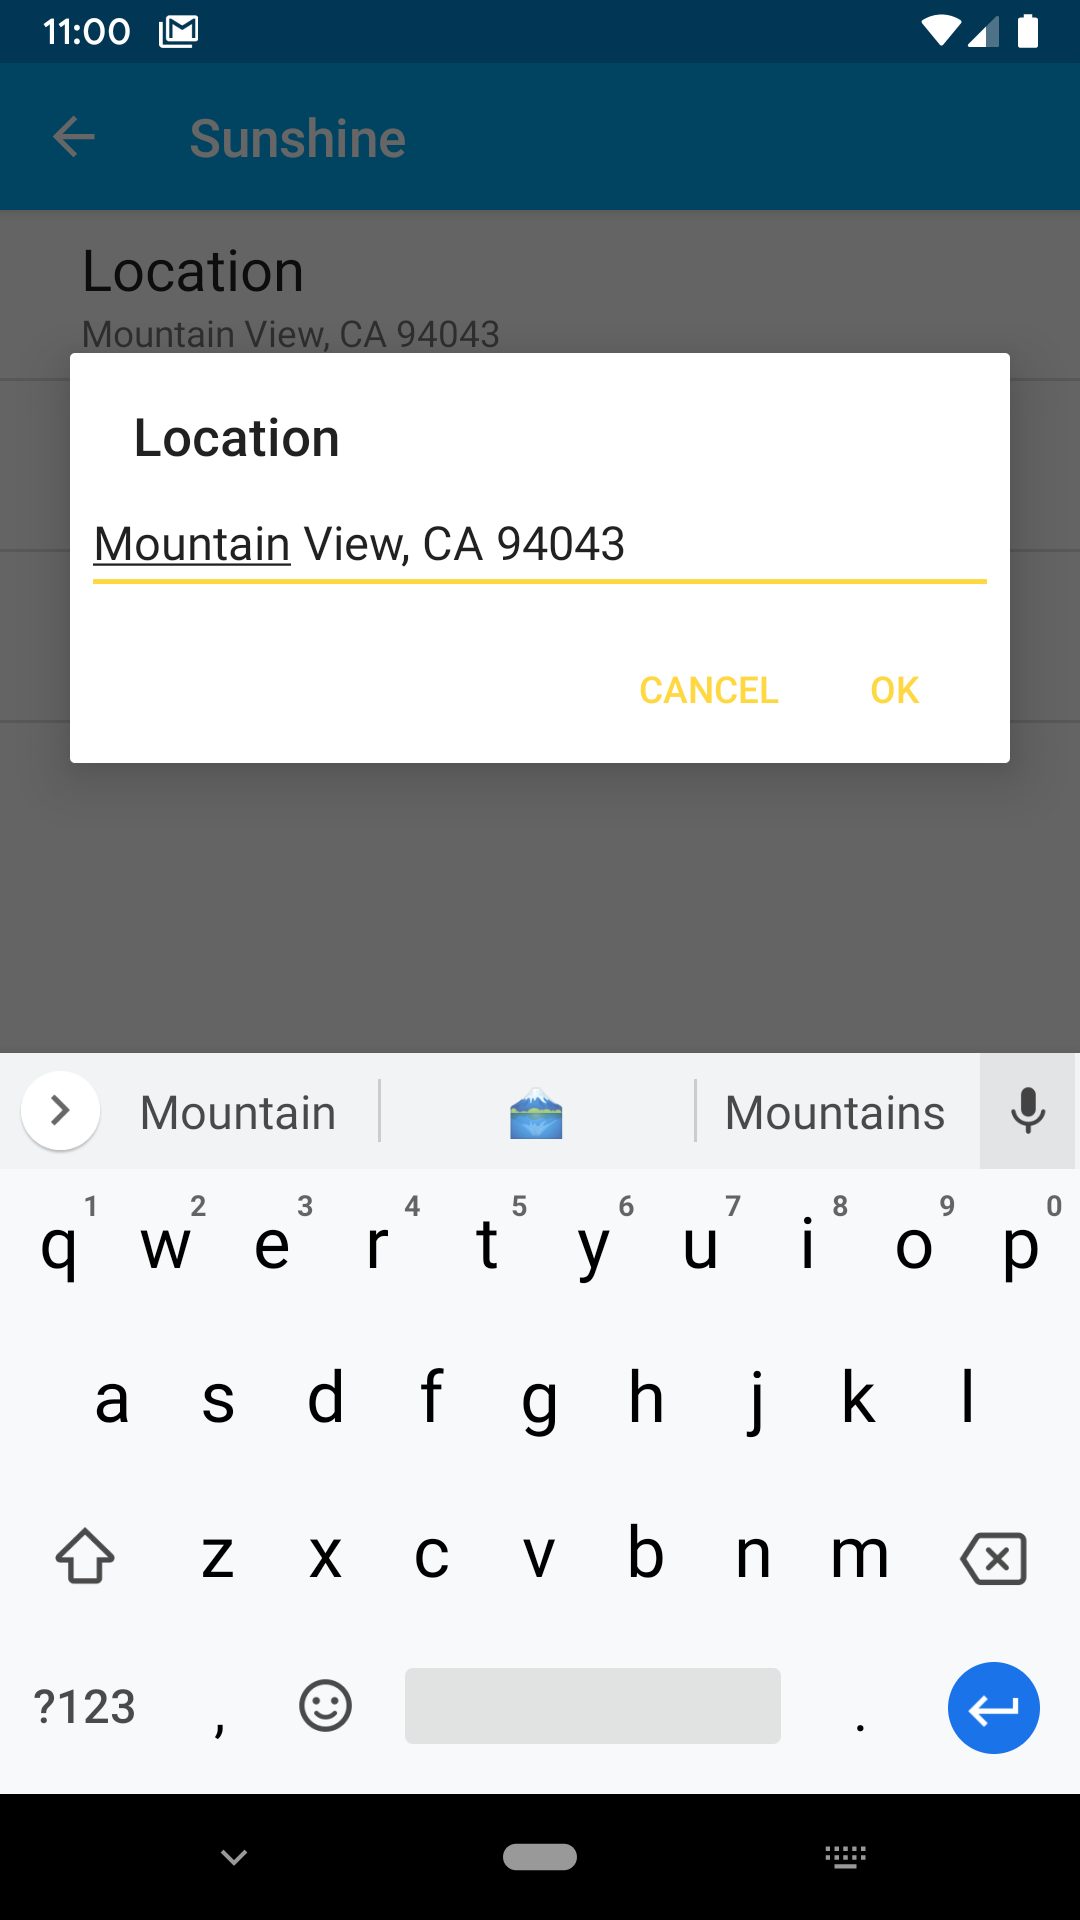 11:00
Sunshine
Location
Mountain View, CA 94043
Location
Mountain View, CA 94043
CANCEL OK
Mountain Mountains
1 2 3 4 5 6 7 8 9 0
q w e r t y u i o p
a s d f g h j k l
z x c v b n m
?123 , .